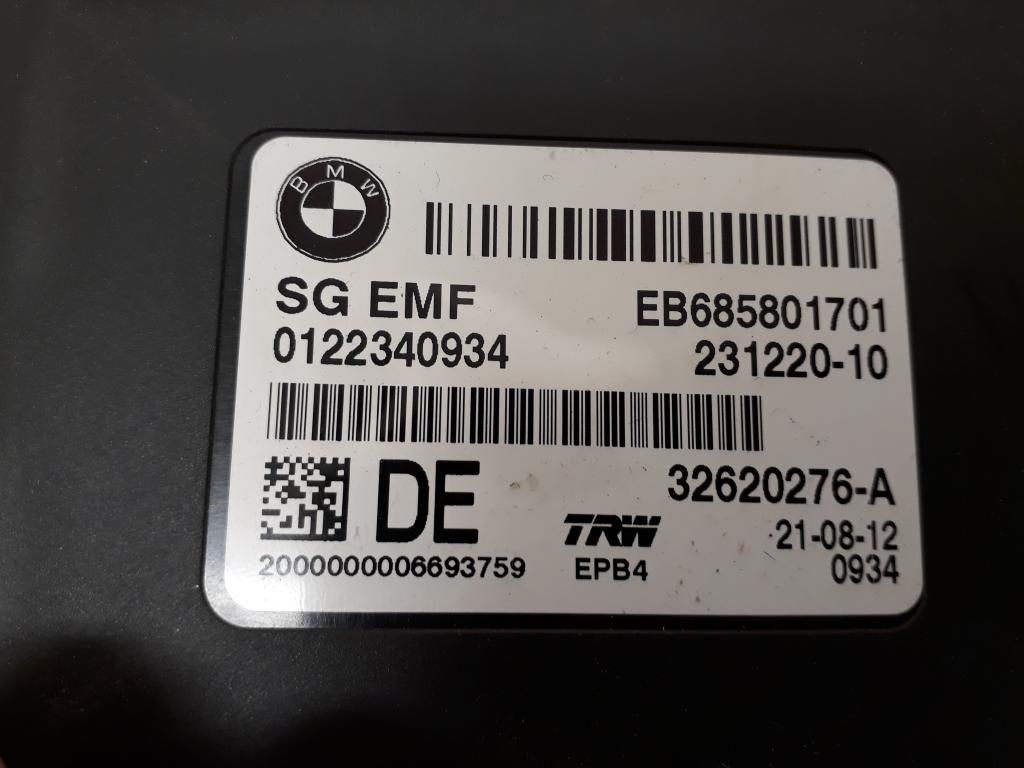 BMW
SG EMF EB685801701
0122340934 231220-10
DE 32620276-A
TRW 21-08-12
2000000006693759 EPB4 0934